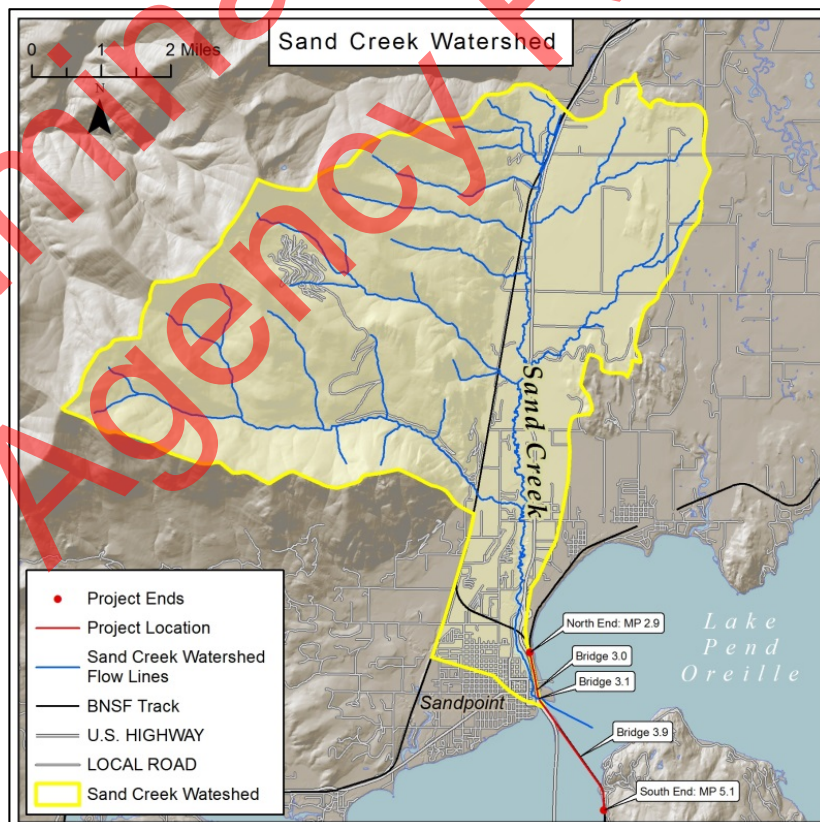 Sand Creek Watershed
0 1 2 Miles
N
Sand Creek
North End: MP 2.9
Bridge 3.0
Bridge 3.1
Lake
Pend
Oreille
Sandpoint
Bridge 3.9
South End: MP 5.1
Project Ends
Project Location
Sand Creek Watershed
Flow Lines
BNSF Track
U.S. HIGHWAY
LOCAL ROAD
Sand Creek Wateshed
Agency